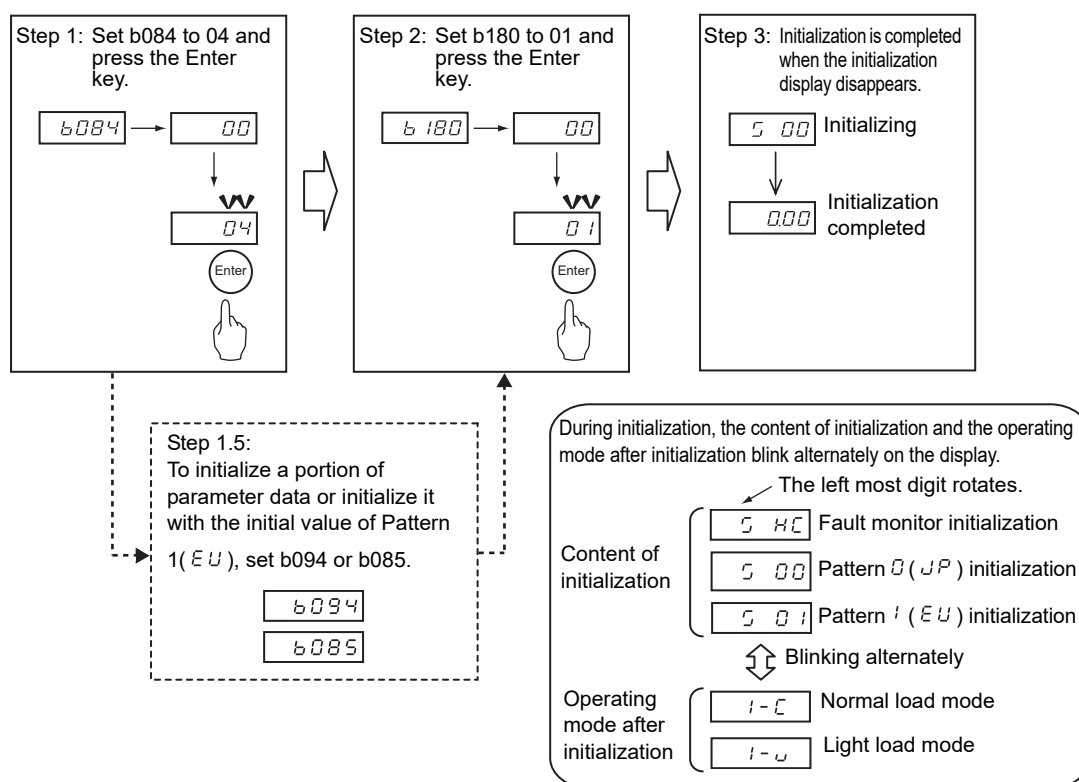 Step 1: Set b084 to 04 and
press the Enter
key.
b084
00
04
Enter
Step 2: Set b180 to 01 and
press the Enter
key.
b180
00
01
Enter
Step 3: Initialization is completed
when the initialization
display disappears.
5 00 Initializing
0.00 Initialization
completed
Step 1.5:
To initialize a portion of
parameter data or initialize it
with the initial value of Pattern
1(EU), set b094 or b085.
b094
b085
During initialization, the content of initialization and the operating
mode after initialization blink alternately on the display.
The left most digit rotates.
Content of
initialization
5 HC Fault monitor initialization
5 00 Pattern 0 (JP) initialization
5 01 Pattern 1 (EU) initialization
Blinking alternately
Operating
mode after
initialization
1-C Normal load mode
1-u Light load mode